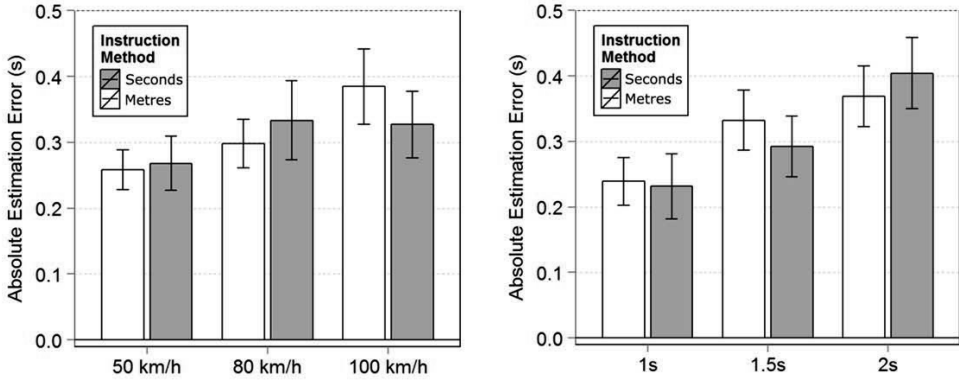 Absolute Estimation Error (s)
0.5
0.4
0.3
0.2
0.1
0.0
Instruction
Method
Seconds
Metres
50 km/h
80 km/h
100 km/h
Absolute Estimation Error (s)
0.5
0.4
0.3
0.2
0.1
0.0
Instruction
Method
Seconds
Metres
1s
1.5s
2s